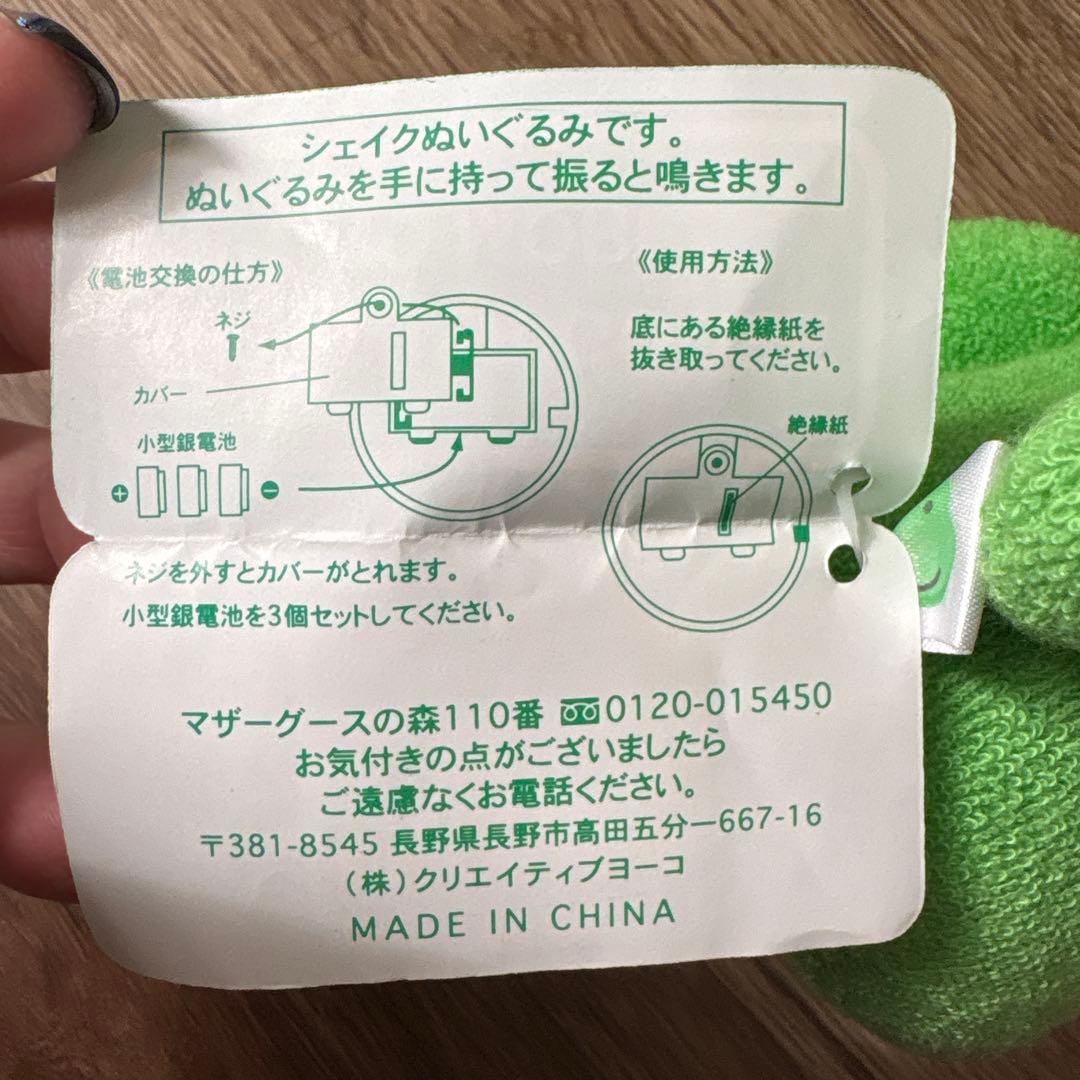 シェイクぬいぐるみです。
ぬいぐるみを手に持って振ると鳴きます。
《電池交換の仕方》
ネジ
カバー
小型銀電池
+ -
《使用方法》
底にある絶縁紙を
抜き取ってください。
絶縁紙
ネジを外すとカバーがとれます。
小型銀電池を3個セットしてください。
マザーグースの森110番 0120-015450
お気付きの点がございましたら
ご遠慮なくお電話ください。
〒381-8545 長野県長野市高田五分一667-16
(株)クリエイティブヨーコ
MADE IN CHINA